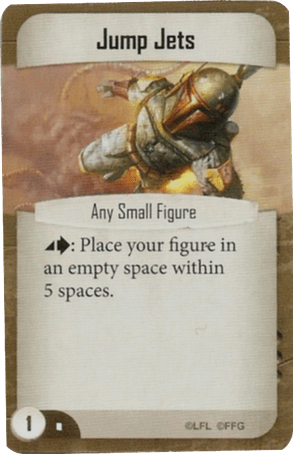 Jump Jets
Any Small Figure
: Place your figure in
an empty space within
5 spaces.
1
©LFL ©FFG